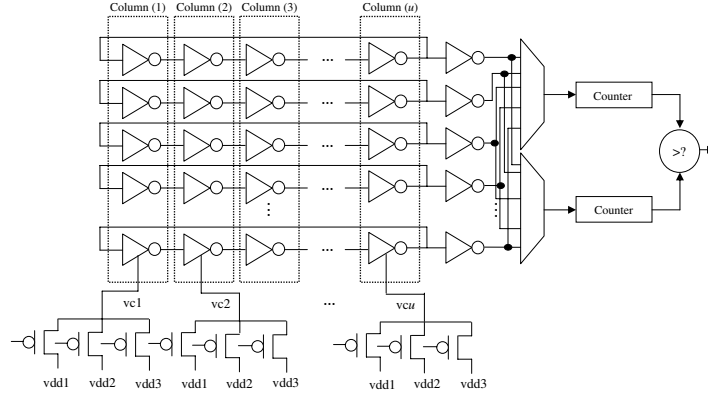 Column (1) Column (2) Column (3) Column (u)
...
...
Counter
...
>?
...
...
Counter
...
vc1 vc2 ... vcu
vdd1 vdd2 vdd3 vdd1 vdd2 vdd3 vdd1 vdd2 vdd3